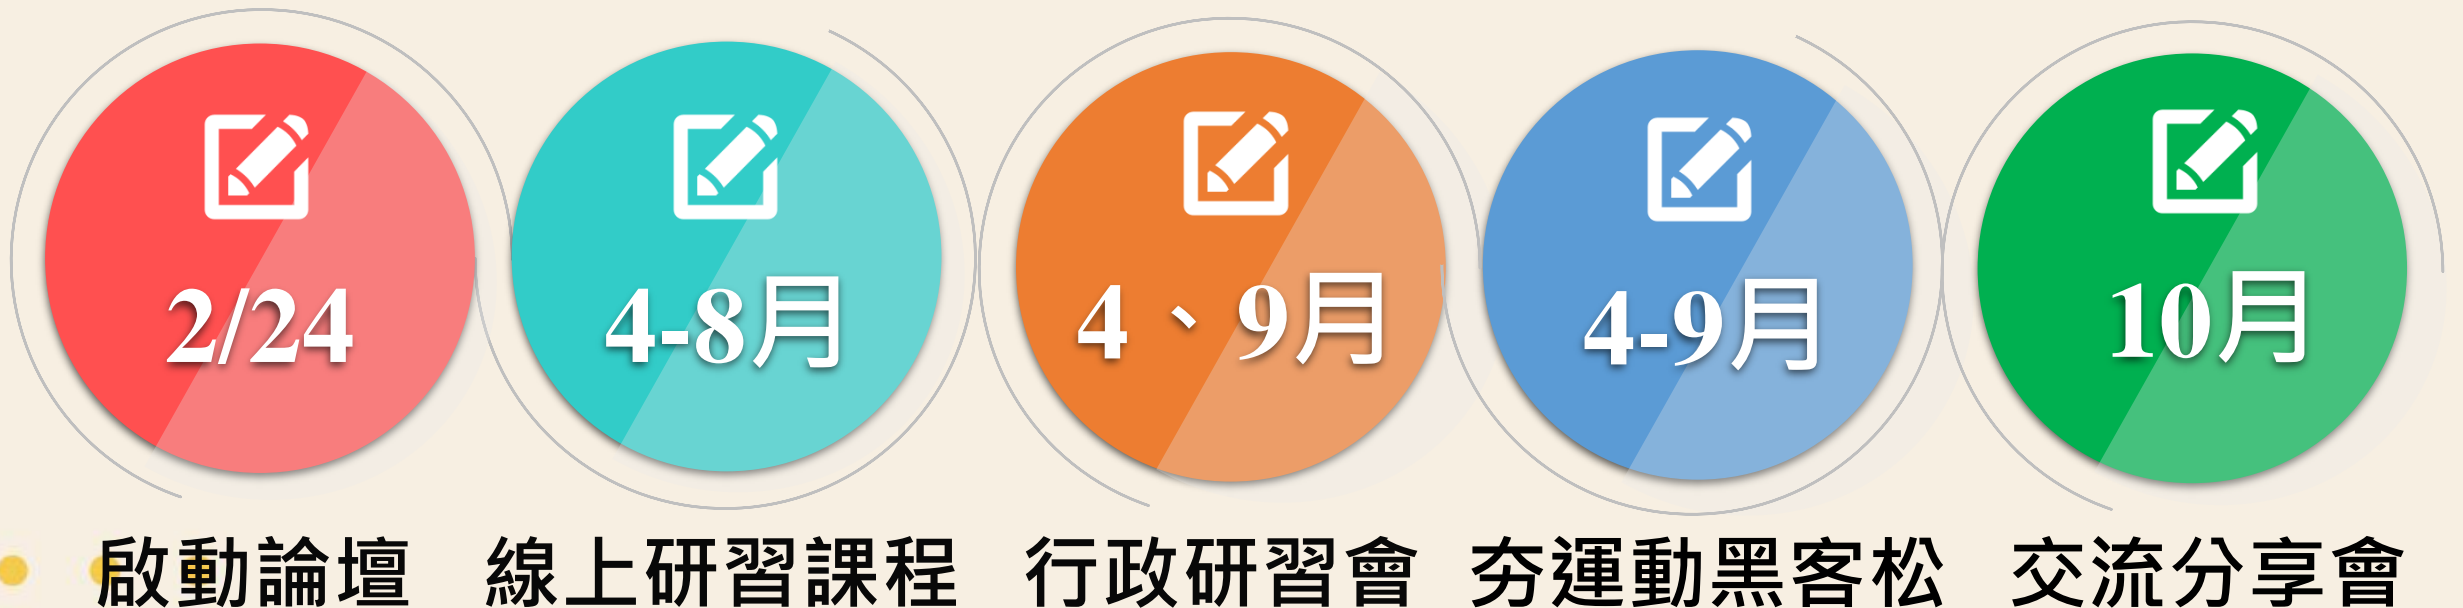 2/24
4-8月
4、9月
4-9月
10月
啟動論壇
線上研習課程
行政研習會
夯運動黑客松
交流分享會